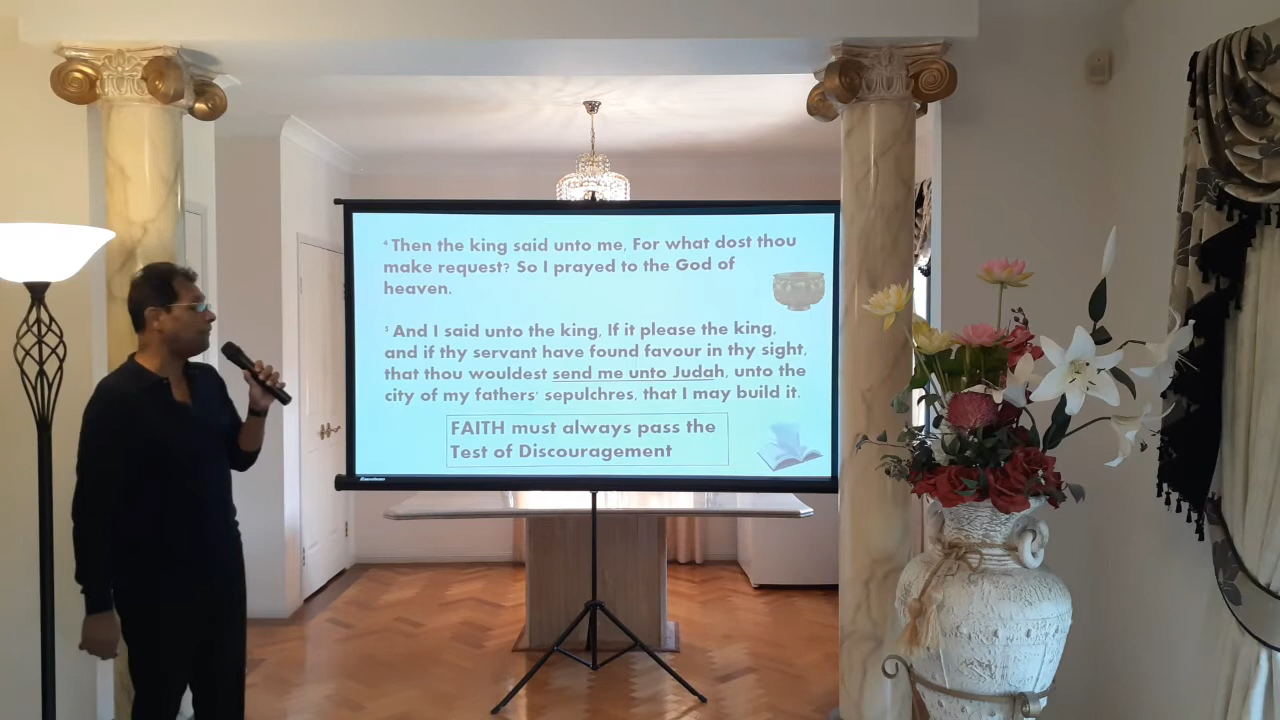 4 Then the king said unto me, For what dost thou
make request? So I prayed to the God of
heaven.
5 And I said unto the king, If it please the king,
and if thy servant have found favour in thy sight,
that thou wouldest send me unto Judah, unto the
city of my fathers' sepulchres, that I may build it.
FAITH must always pass the
Test of Discouragement